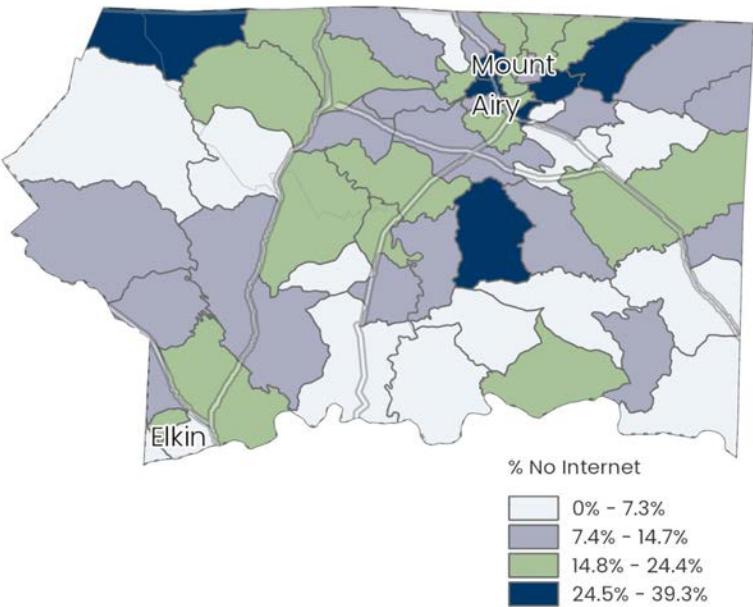 Mount
Airy
Elkin
% No Internet
0% - 7.3%
7.4% - 14.7%
14.8% - 24.4%
24.5% - 39.3%